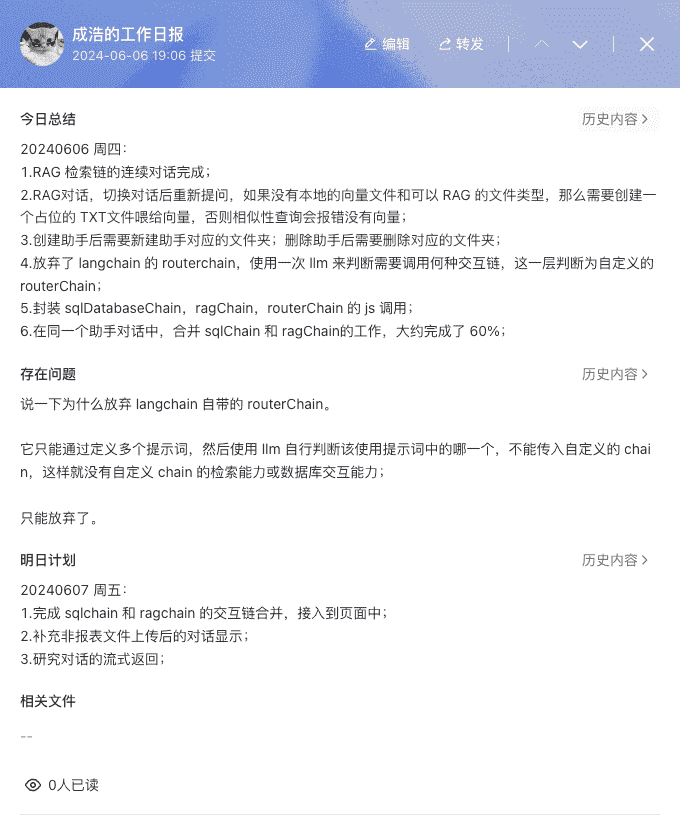 成浩的工作日报
2024-06-06 19:06 提交
编辑
转发
今日总结
历史内容
20240606 周四：
1.RAG 检索链的连续对话完成；
2.RAG对话，切换对话后重新提问，如果没有本地的向量文件和可以 RAG 的文件类型，那么需要创建一
个占位的 TXT文件喂给向量，否则相似性查询会报错没有向量；
3.创建助手后需要新建助手对应的文件夹；删除助手后需要删除对应的文件夹；
4.放弃了 langchain 的 routerchain，使用一次 llm 来判断需要调用何种交互链，这一层判断为自定义的
routerChain；
5.封装 sqlDatabaseChain，ragChain，routerChain 的 js 调用；
6.在同一个助手对话中，合并 sqlChain 和 ragChain的工作，大约完成了 60%；
存在问题
历史内容
说一下为什么放弃 langchain 自带的 routerChain。
它只能通过定义多个提示词，然后使用 llm 自行判断该使用提示词中的哪一个，不能传入自定义的 chai
n，这样就没有自定义 chain 的检索能力或数据库交互能力；
只能放弃了。
明日计划
历史内容
20240607 周五：
1.完成 sqlchain 和 ragchain 的交互链合并，接入到页面中；
2.补充非报表文件上传后的对话显示；
3.研究对话的流式返回；
相关文件
--
0人已读